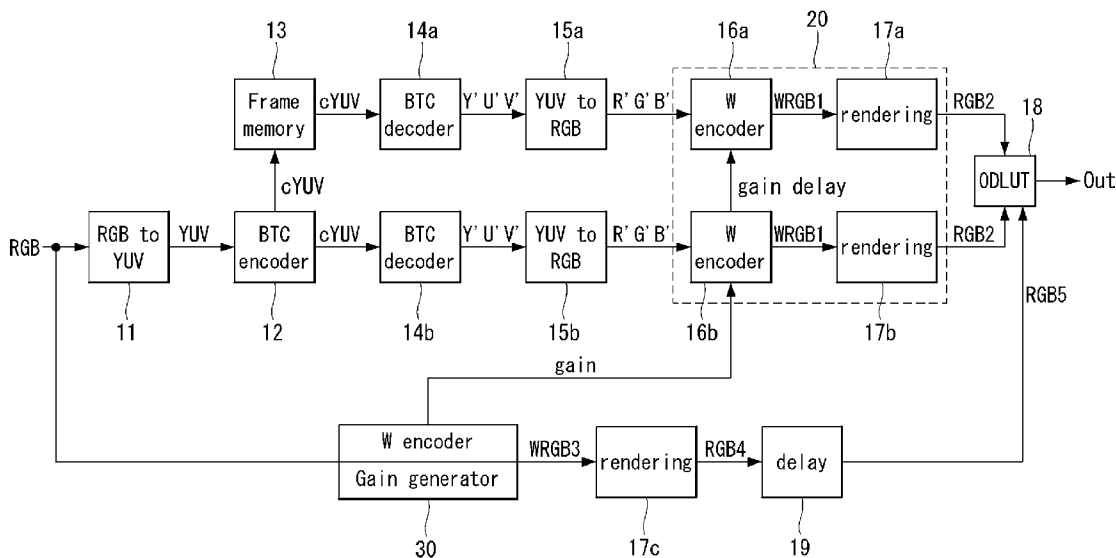 13
14a
15a
16a
20
17a
Frame
memory
cYUV
BTC
decoder
Y'U'V'
YUV to
RGB
R'G'B'
W
encoder
WRGB1
rendering
RGB2
18
ODLUT
Out
cYUV
gain delay
RGB
RGB to
YUV
YUV
BTC
encoder
cYUV
BTC
decoder
Y'U'V'
YUV to
RGB
R'G'B'
W
encoder
WRGB1
rendering
RGB2
RGB5
11
12
14b
15b
16b
17b
gain
W encoder
Gain generator
WRGB3
rendering
RGB4
delay
30
17c
19